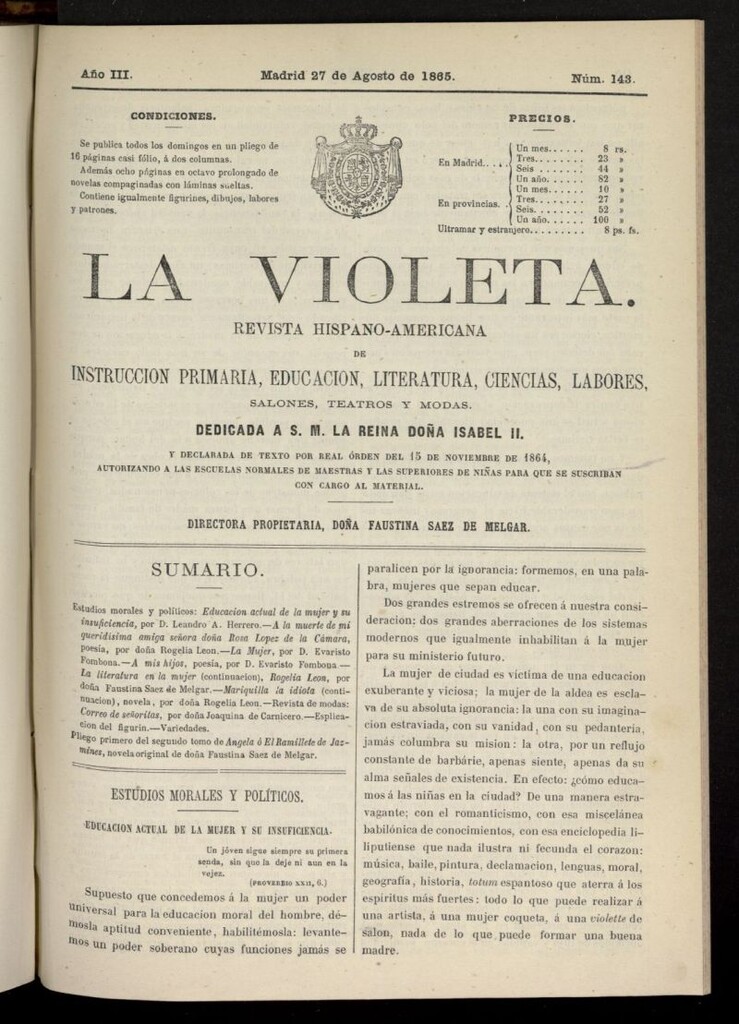 Año III.
Madrid 27 de Agosto de 1865.
Núm. 143.
CONDICIONES.
Se publica todos los domingos en un pliego de
16 páginas casi fólio, á dos columnas.
Además ocho páginas en octavo prolongado de
novelas compaginadas con láminas sueltas.
Contiene igualmente figurines, dibujos, labores
y patrones.
PRECIOS.
En Madrid....
Un mes...... 8 rs.
Tres........ 23 »
Seis ....... 44 »
Un año...... 82 »
En provincias.
Un mes...... 10 »
Tres........ 27 »
Seis........ 52 »
Un año...... 100 »
Ultramar y estranjero......... 8 ps. fs.
LA VIOLETA.
REVISTA HISPANO-AMERICANA
DE
INSTRUCCION PRIMARIA, EDUCACION, LITERATURA, CIENCIAS, LABORES,
SALONES, TEATROS Y MODAS.
DEDICADA A S. M. LA REINA DOÑA ISABEL II.
Y DECLARADA DE TEXTO POR REAL ÓRDEN DEL 15 DE NOVIEMBRE DE 1864,
AUTORIZANDO A LAS ESCUELAS NORMALES DE MAESTRAS Y LAS SUPERIORES DE NIÑAS PARA QUE SE SUSCRIBAN
CON CARGO AL MATERIAL.
DIRECTORA PROPIETARIA, DOÑA FAUSTINA SAEZ DE MELGAR.
SUMARIO.
Estudios morales y politicos: Educacion actual de la mujer y su
insuficiencia, por D. Leandro A. Herrero.—A la muerte de mi
queridisima amiga señora doña Rosa Lopez de la Cámara,
poesía, por doña Rogelia Leon.—La Mujer, por D. Evaristo
Fombona.—A mis hijos, poesía, por D. Evaristo Fombona —
La literatura en la mujer (continuacion), Rogelia Leon, por
doña Faustina Saez de Melgar.—Mariquilla la idiota (conti-
nuacion), novela, por doña Rogelia Leon.—Revista de modas:
Correo de señoritas, por doña Joaquina de Carnicero.—Esplica-
cion del figurin.—Variedades.
Pliego primero del segundo tomo de Angela ó El Ramillete de Jaz-
mines, novela original de doña Faustina Saez de Melgar.
ESTUDIOS MORALES Y POLÍTICOS.
EDUCACION ACTUAL DE LA MUJER Y SU INSUFICIENCIA.
Un jóven sigue siempre su primera
senda, sin que la deje ni aun en la
vejez.
(PROVERBIO XXII, 6.)
Supuesto que concedemos á la mujer un poder
universal para la educacion moral del hombre, dé-
mosla aptitud conveniente, habilitémosla: levante-
mos un poder soberano cuyas funciones jamás se
paralicen por la ignorancia: formemos, en una pala-
bra, mujeres que sepan educar.
Dos grandes estremos se ofrecen á nuestra consi-
deracion: dos grandes aberraciones de los sistemas
modernos que igualmente inhabilitan á la mujer
para su ministerio futuro.
La mujer de ciudad es víctima de una educacion
exuberante y viciosa; la mujer de la aldea es escla-
va de su absoluta ignorancia: la una con su imagina-
cion estraviada, con su vanidad, con su pedantería,
jamás columbra su mision: la otra, por un reflujo
constante de barbárie, apenas siente, apenas da su
alma señales de existencia. En efecto: ¿cómo educa-
mos á las niñas en la ciudad? De una manera estra-
vagante; con el romanticismo, con esa miscelánea
babilónica de conocimientos, con esa enciclopedia li-
liputiense que nada ilustra ni fecunda el corazon:
música, baile, pintura, declamacion, lenguas, moral,
geografía, historia, totum espantoso que aterra á los
espíritus más fuertes: todo lo que puede realizar á
una artista, á una mujer coqueta, á una violette de
salon, nada de lo que puede formar una buena
madre.